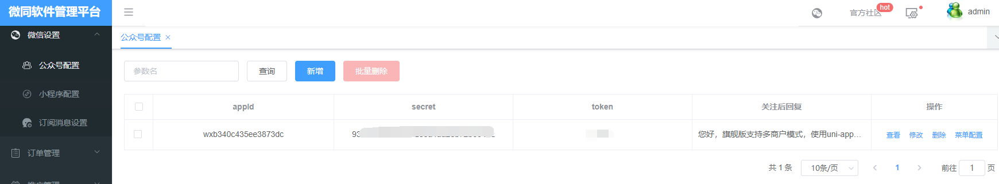 微同软件管理平台
官方社区 hot
admin
微信设置
公众号配置
小程序配置
订阅消息设置
订单管理
推广管理
公众号配置 ×
参数名 查询 新增 批量删除
appid secret token 关注后回复 操作
wxb340c435ee3873dc 93 您好，旗舰版支持多商户模式，使用uni-app... 查看 修改 删除 菜单配置
共 1 条 10条/页 1 前往 1 页